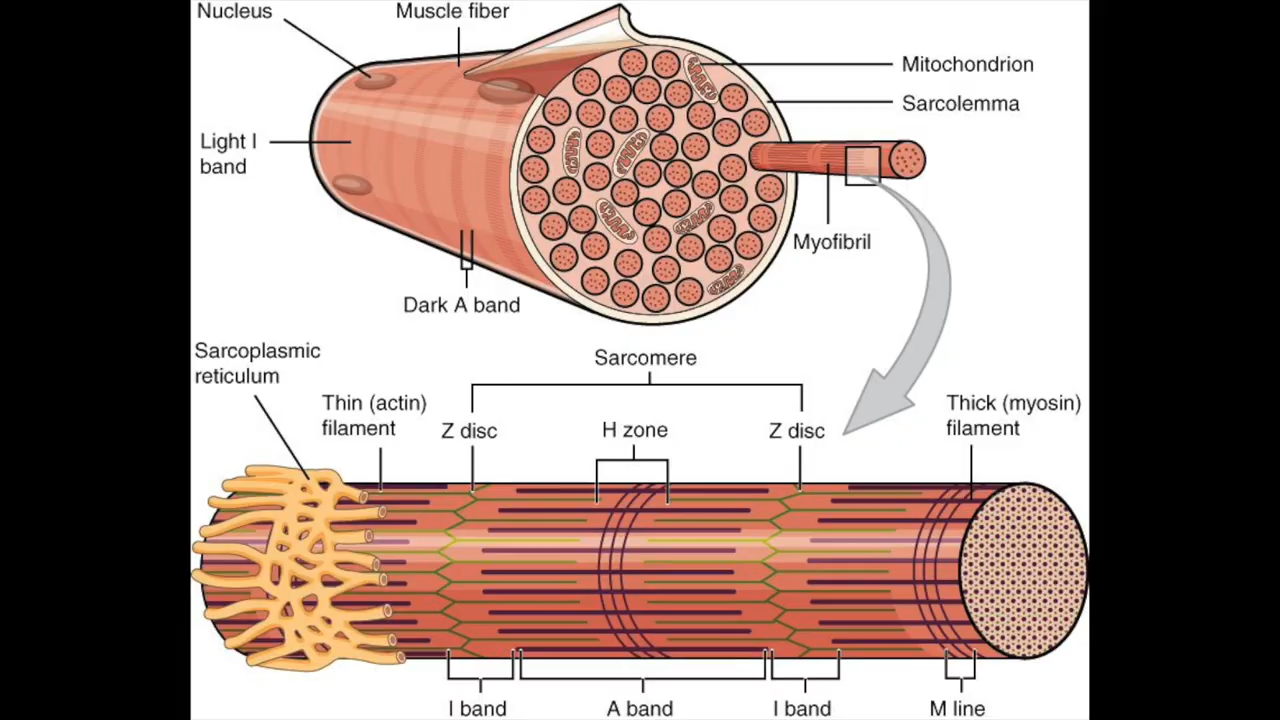 Nucleus
Muscle fiber
Mitochondrion
Sarcolemma
Light I
band
Myofibril
Dark A band
Sarcoplasmic
reticulum
Sarcomere
Thin (actin)
filament
Z disc
H zone
Z disc
Thick (myosin)
filament
I band
A band
I band
M line